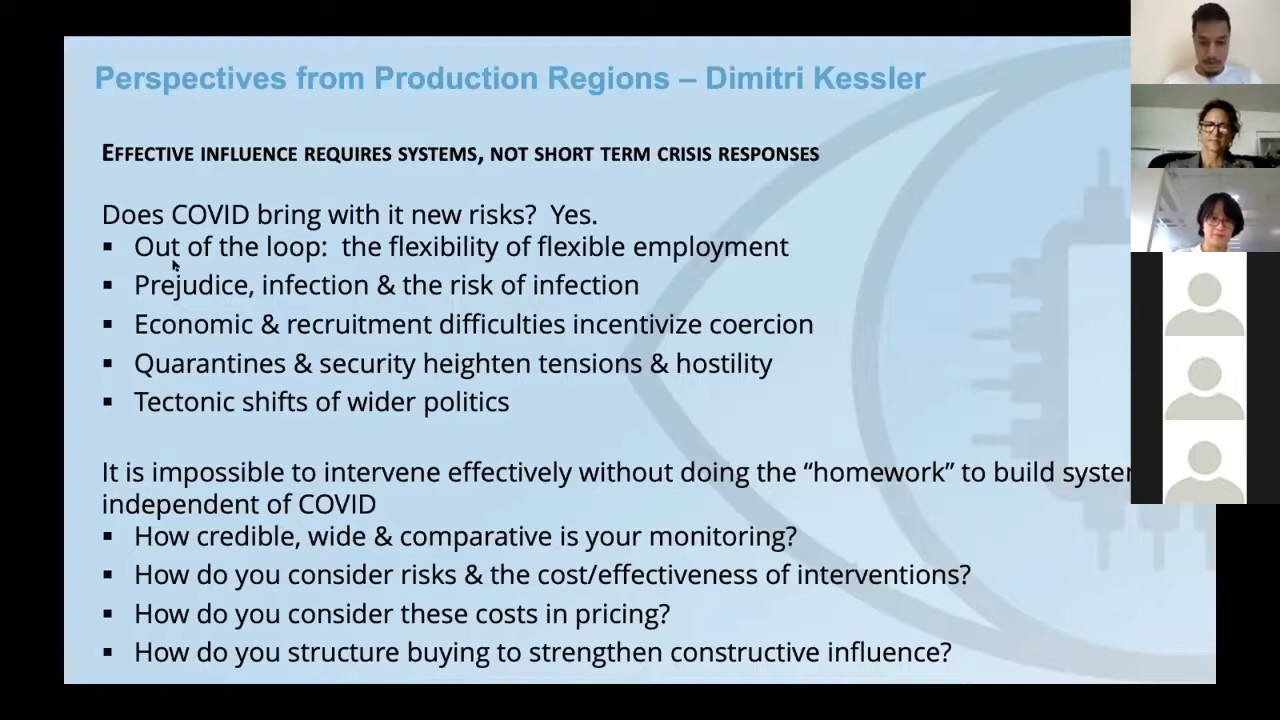 Perspectives from Production Regions – Dimitri Kessler
EFFECTIVE INFLUENCE REQUIRES SYSTEMS, NOT SHORT TERM CRISIS RESPONSES
Does COVID bring with it new risks?  Yes.
▪ Out of the loop:  the flexibility of flexible employment
▪ Prejudice, infection & the risk of infection
▪ Economic & recruitment difficulties incentivize coercion
▪ Quarantines & security heighten tensions & hostility
▪ Tectonic shifts of wider politics
It is impossible to intervene effectively without doing the “homework” to build
independent of COVID
▪ How credible, wide & comparative is your monitoring?
▪ How do you consider risks & the cost/effectiveness of interventions?
▪ How do you consider these costs in pricing?
▪ How do you structure buying to strengthen constructive influence?